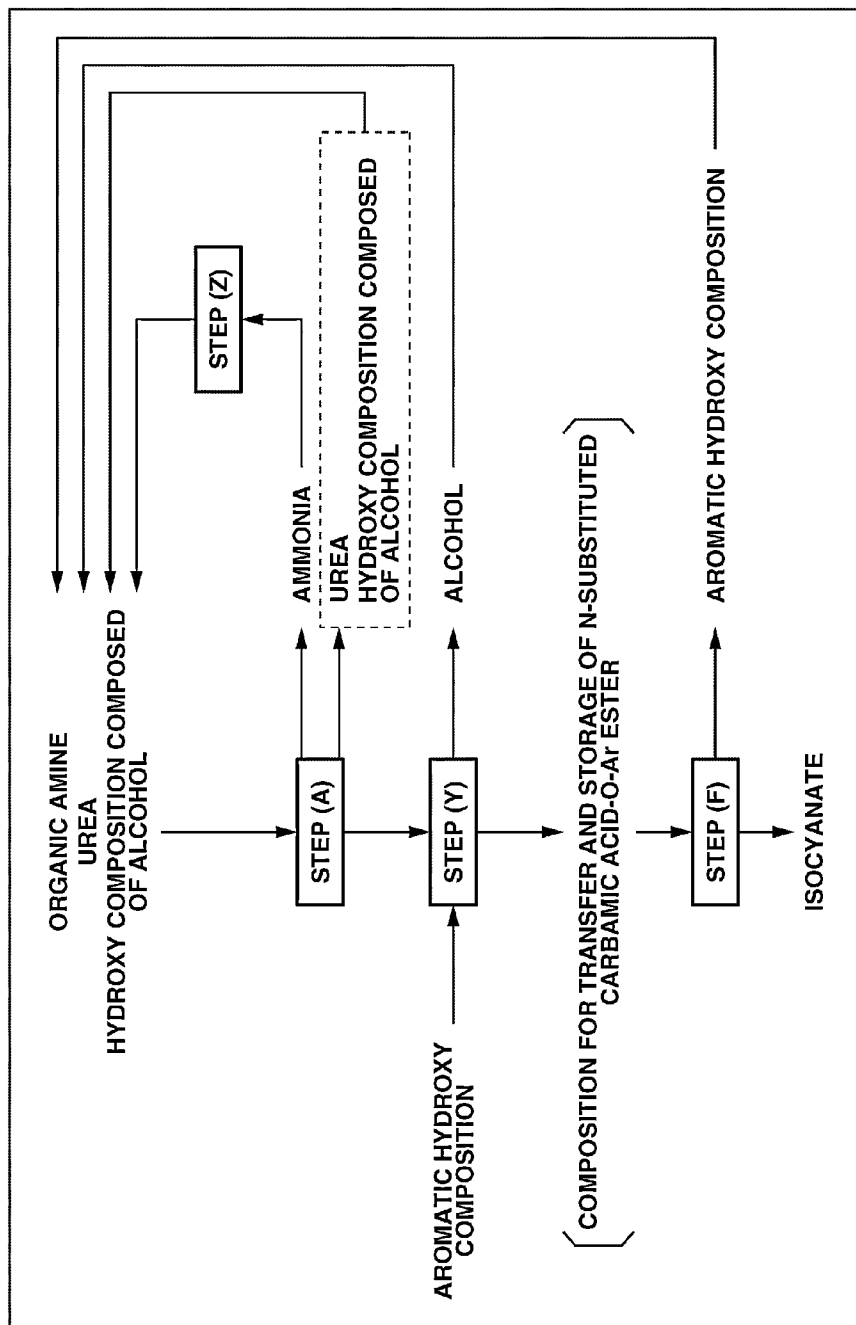 ORGANIC AMINE
UREA
HYDROXY COMPOSITION COMPOSED
OF ALCOHOL
STEP (Z)
STEP (A)
AMMONIA
UREA
HYDROXY COMPOSITION COMPOSED
OF ALCOHOL
AROMATIC HYDROXY
COMPOSITION
STEP (Y)
ALCOHOL
COMPOSITION FOR TRANSFER AND STORAGE OF N-SUBSTITUTED
CARBAMIC ACID-O-Ar ESTER
STEP (F)
AROMATIC HYDROXY COMPOSITION
ISOCYANATE